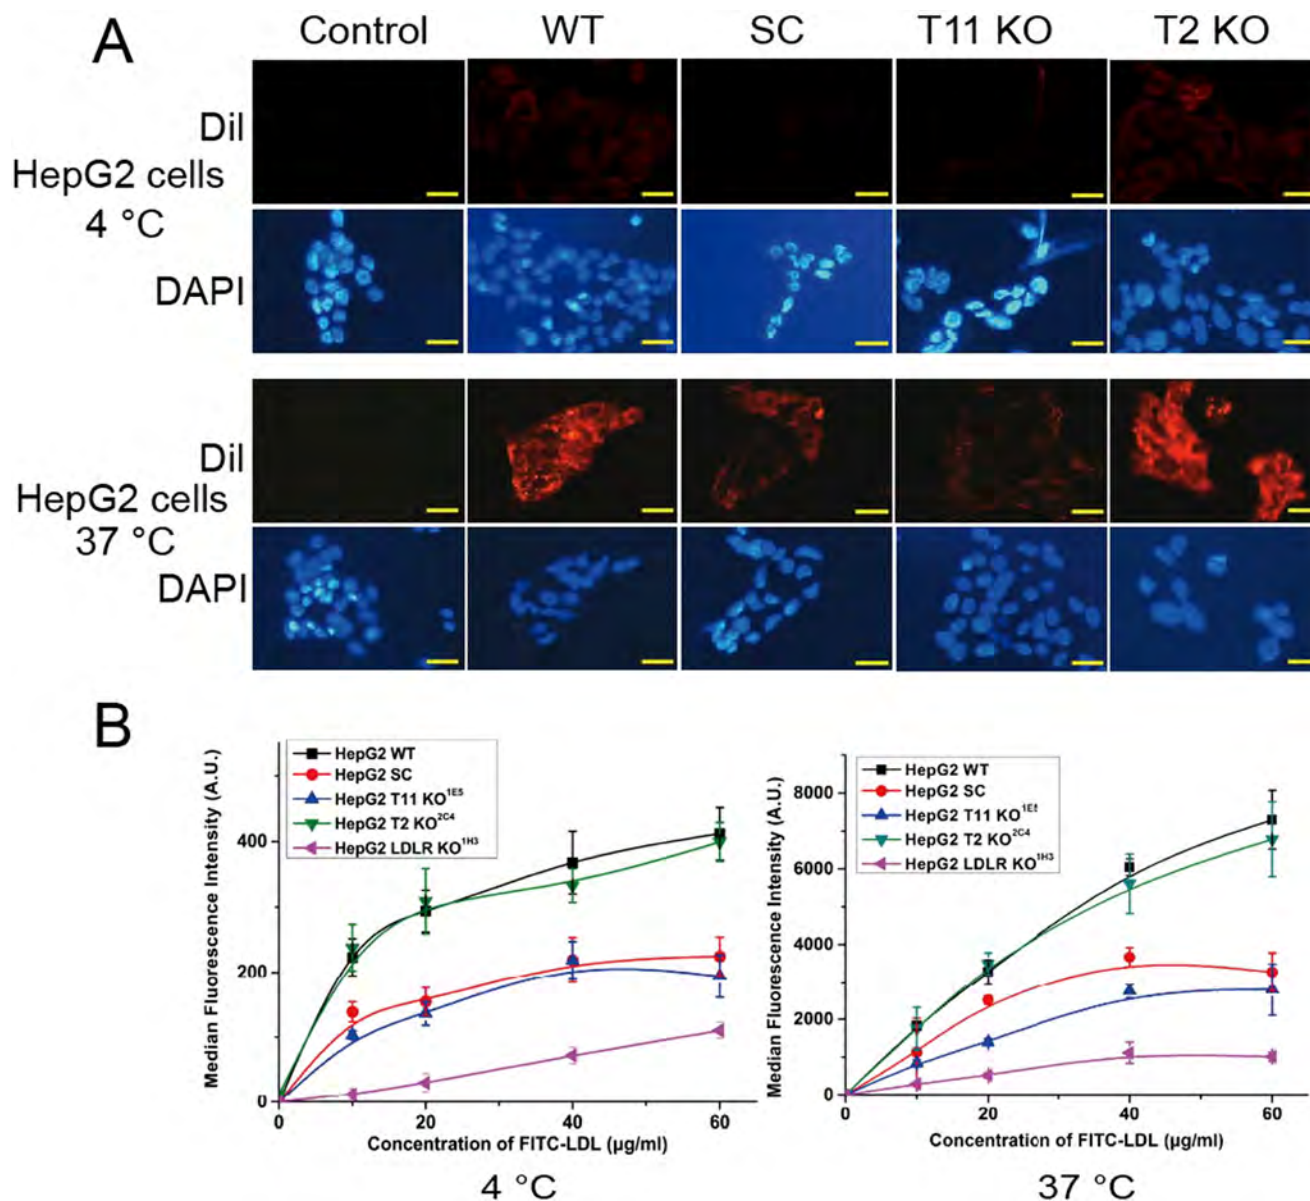 A
Control WT SC T11 KO T2 KO
Dil
HepG2 cells
4 °C
DAPI
Dil
HepG2 cells
37 °C
DAPI
B
Median Fluorescence Intensity (A.U.)
400
200
0
HepG2 WT
HepG2 SC
HepG2 T11 KO1E5
HepG2 T2 KO2C4
HepG2 LDLR KO1H3
0 20 40 60
Concentration of FITC-LDL (µg/ml)
4 °C
Median Fluorescence Intensity (A.U.)
8000
6000
4000
2000
0
HepG2 WT
HepG2 SC
HepG2 T11 KO1E5
HepG2 T2 KO2C4
HepG2 LDLR KO1H3
0 20 40 60
Concentration of FITC-LDL (µg/ml)
37 °C